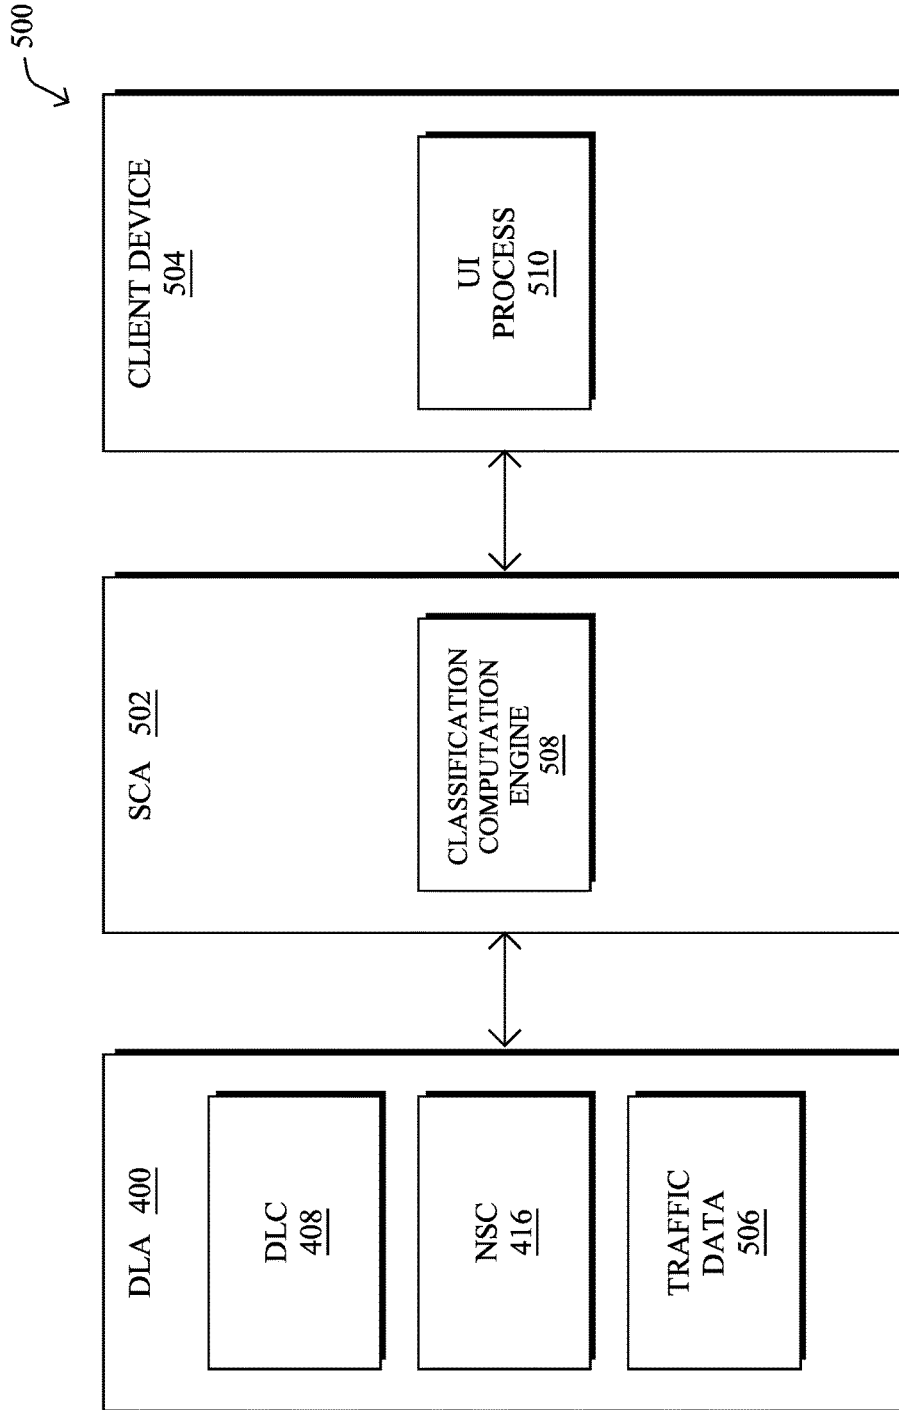 500
DLA 400
DLC
408
NSC
416
TRAFFIC
DATA
506
SCA 502
CLASSIFICATION
COMPUTATION
ENGINE
508
CLIENT DEVICE
504
UI
PROCESS
510